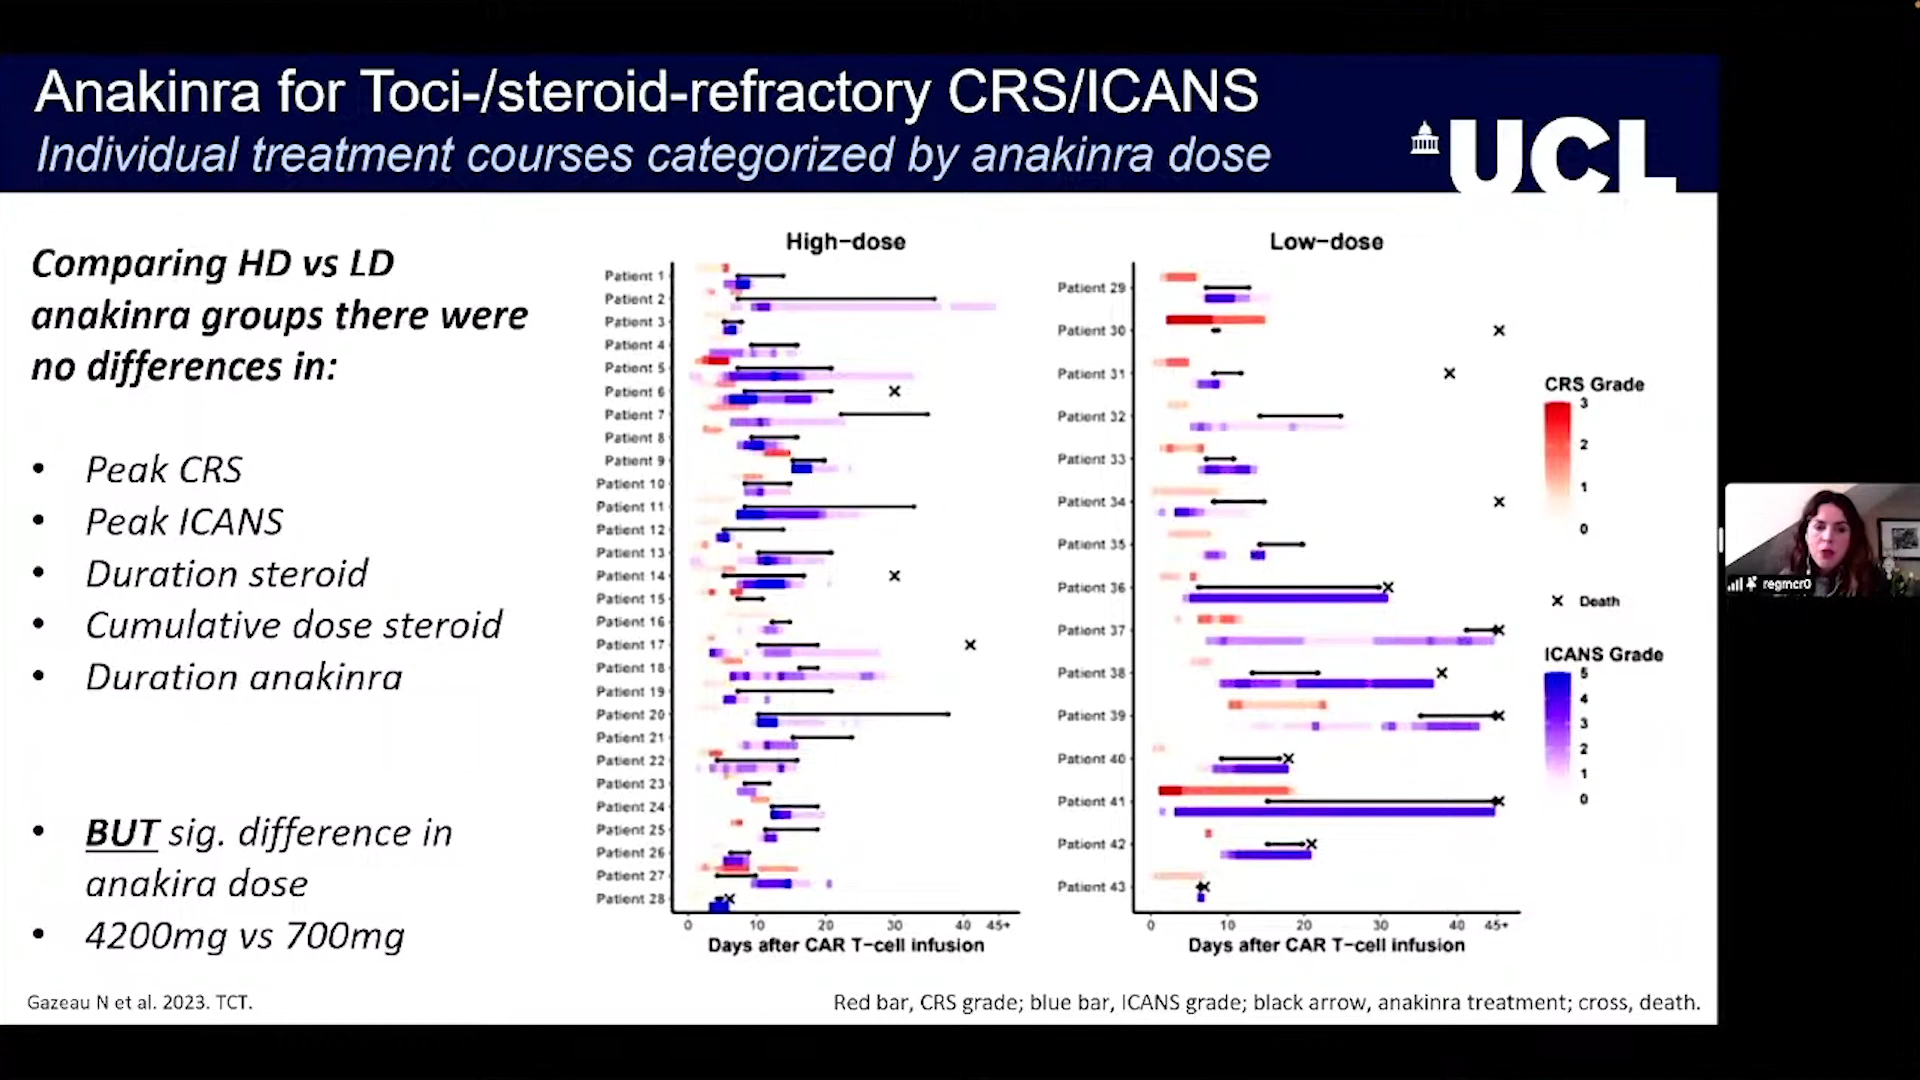 Anakinra for Toci-/steroid-refractory CRS/ICANS
Individual treatment courses categorized by anakinra dose
UCL
Comparing HD vs LD
anakinra groups there were
no differences in:
• Peak CRS
• Peak ICANS
• Duration steroid
• Cumulative dose steroid
• Duration anakinra
• BUT sig. difference in
anakira dose
• 4200mg vs 700mg
High-dose
Patient 1
Patient 2
Patient 3
Patient 4
Patient 5
Patient 6
Patient 7
Patient 8
Patient 9
Patient 10
Patient 11
Patient 12
Patient 13
Patient 14
Patient 15
Patient 16
Patient 17
Patient 18
Patient 19
Patient 20
Patient 21
Patient 22
Patient 23
Patient 24
Patient 25
Patient 26
Patient 27
Patient 28
0 10 20 30 40 45+
Days after CAR T-cell infusion
Low-dose
Patient 29
Patient 30
Patient 31
Patient 32
Patient 33
Patient 34
Patient 35
Patient 36
Patient 37
Patient 38
Patient 39
Patient 40
Patient 41
Patient 42
Patient 43
0 10 20 30 40 45+
Days after CAR T-cell infusion
CRS Grade
3
2
1
0
× Death
ICANS Grade
5
4
3
2
1
0
regmcr0
Gazeau N et al. 2023. TCT.
Red bar, CRS grade; blue bar, ICANS grade; black arrow, anakinra treatment; cross, death.